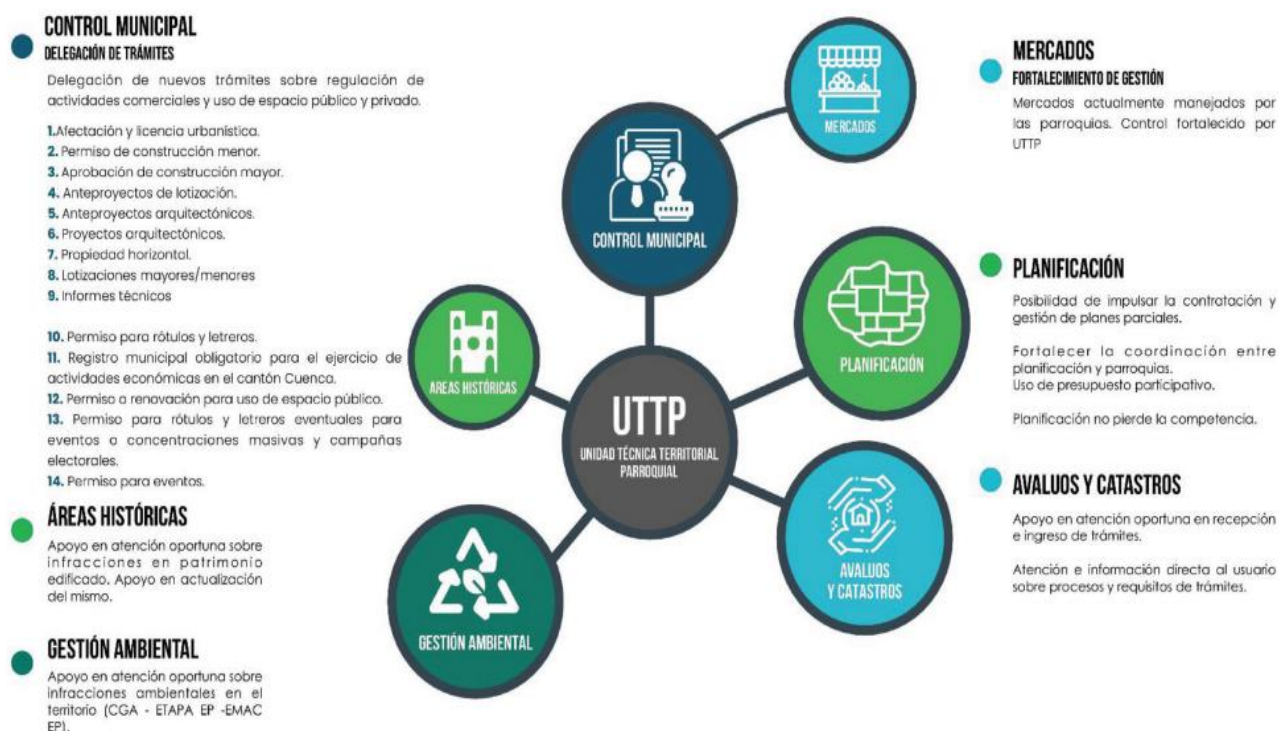 CONTROL MUNICIPAL
DELEGACIÓN DE TRÁMITES
Delegación de nuevos trámites sobre regulación de
actividades comerciales y uso de espacio público y privado.
1.Afectación y licencia urbanística.
2. Permiso de construcción menor.
3. Aprobación de construcción mayor.
4. Anteproyectos de lotización.
5. Anteproyectos arquitectónicos.
6. Proyectos arquitectónicos.
7. Propiedad horizontal.
8. Lotizaciones mayores/menores
9. Informes técnicos
10. Permiso para rótulos y letreros.
11. Registro municipal obligatorio para el ejercicio de
actividades económicas en el cantón Cuenca.
12. Permiso a renovación para uso de espacio público.
13. Permiso para rótulos y letreros eventuales para
eventos o concentraciones masivas y campañas
electorales.
14. Permiso para eventos.
ÁREAS HISTÓRICAS
Apoyo en atención oportuna sobre
infracciones en patrimonio
edificado. Apoyo en actualización
del mismo.
GESTIÓN AMBIENTAL
Apoyo en atención oportuna sobre
infracciones ambientales en el
territorio (CGA - ETAPA EP -EMAC
EP).
MERCADOS
CONTROL MUNICIPAL
PLANIFICACIÓN
AREAS HISTÓRICAS
UTTP
UNIDAD TÉCNICA TERRITORIAL
PARROQUIAL
AVALUOS
Y CATASTROS
GESTIÓN AMBIENTAL
MERCADOS
FORTALECIMIENTO DE GESTIÓN
Mercados actualmente manejados por
las parroquias. Control fortalecido por
UTTP
PLANIFICACIÓN
Posibilidad de impulsar la contratación y
gestión de planes parciales.
Fortalecer la coordinación entre
planificación y parroquias.
Uso de presupuesto participativo.
Planificación no pierde la competencia.
AVALUOS Y CATASTROS
Apoyo en atención oportuna en recepción
e ingreso de trámites.
Atención e información directa al usuario
sobre procesos y requisitos de trámites.